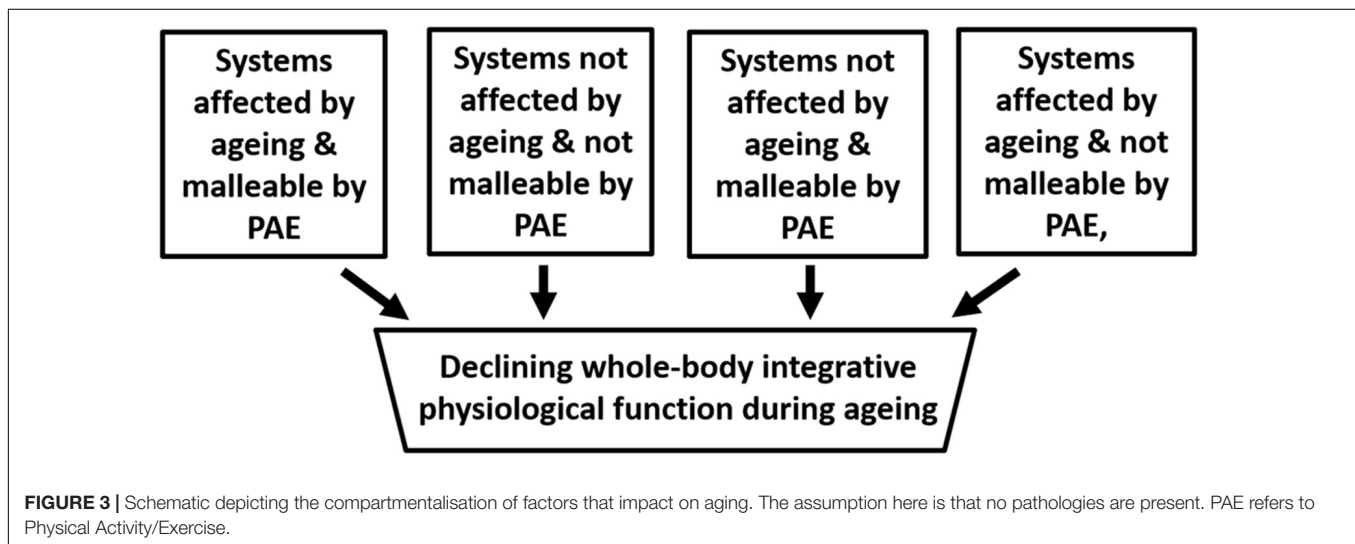 Systems
affected by
ageing &
malleable by
PAE
Systems not
affected by
ageing & not
malleable by
PAE
Systems not
affected by
ageing &
malleable by
PAE
Systems
affected by
ageing & not
malleable by
PAE,
Declining whole-body integrative
physiological function during ageing
FIGURE 3 | Schematic depicting the compartmentalisation of factors that impact on aging. The assumption here is that no pathologies are present. PAE refers to
Physical Activity/Exercise.